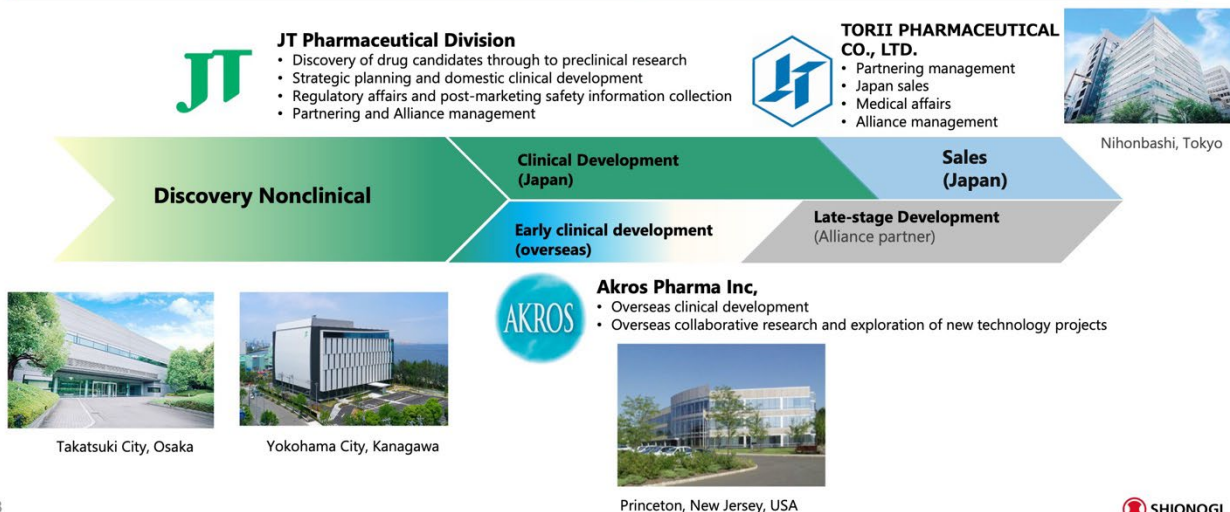 JT
JT Pharmaceutical Division
• Discovery of drug candidates through to preclinical research
• Strategic planning and domestic clinical development
• Regulatory affairs and post-marketing safety information collection
• Partnering and Alliance management
TORII PHARMACEUTICAL
CO., LTD.
• Partnering management
• Japan sales
• Medical affairs
• Alliance management
Nihonbashi, Tokyo
Discovery Nonclinical
Clinical Development
(Japan)
Sales
(Japan)
Early clinical development
(overseas)
Late-stage Development
(Alliance partner)
AKROS
Akros Pharma Inc,
• Overseas clinical development
• Overseas collaborative research and exploration of new technology projects
Takatsuki City, Osaka
Yokohama City, Kanagawa
Princeton, New Jersey, USA
SHIONOGI